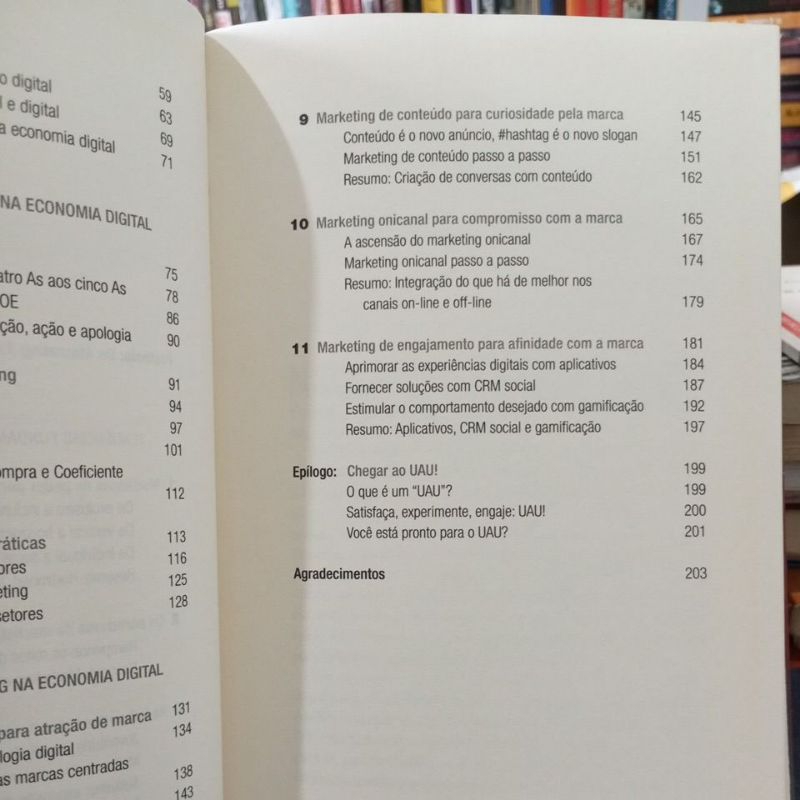 o digital 59
l e digital 63
a economia digital 69
71
NA ECONOMIA DIGITAL
75
atro As aos cinco As 78
OE 86
ção, ação e apologia 90
ng 91
94
97
101
ompra e Coeficiente
112
ráticas 113
ores 116
eting 125
setores 128
G NA ECONOMIA DIGITAL
para atração de marca 131
logia digital 134
as marcas centradas
138
143
9 Marketing de conteúdo para curiosidade pela marca 145
Conteúdo é o novo anúncio, #hashtag é o novo slogan 147
Marketing de conteúdo passo a passo 151
Resumo: Criação de conversas com conteúdo 162
10 Marketing onicanal para compromisso com a marca 165
A ascensão do marketing onicanal 167
Marketing onicanal passo a passo 174
Resumo: Integração do que há de melhor nos
canais on-line e off-line 179
11 Marketing de engajamento para afinidade com a marca 181
Aprimorar as experiências digitais com aplicativos 184
Fornecer soluções com CRM social 187
Estimular o comportamento desejado com gamificação 192
Resumo: Aplicativos, CRM social e gamificação 197
Epílogo: Chegar ao UAU! 199
O que é um “UAU”? 199
Satisfaça, experimente, engaje: UAU! 200
Você está pronto para o UAU? 201
Agradecimentos 203